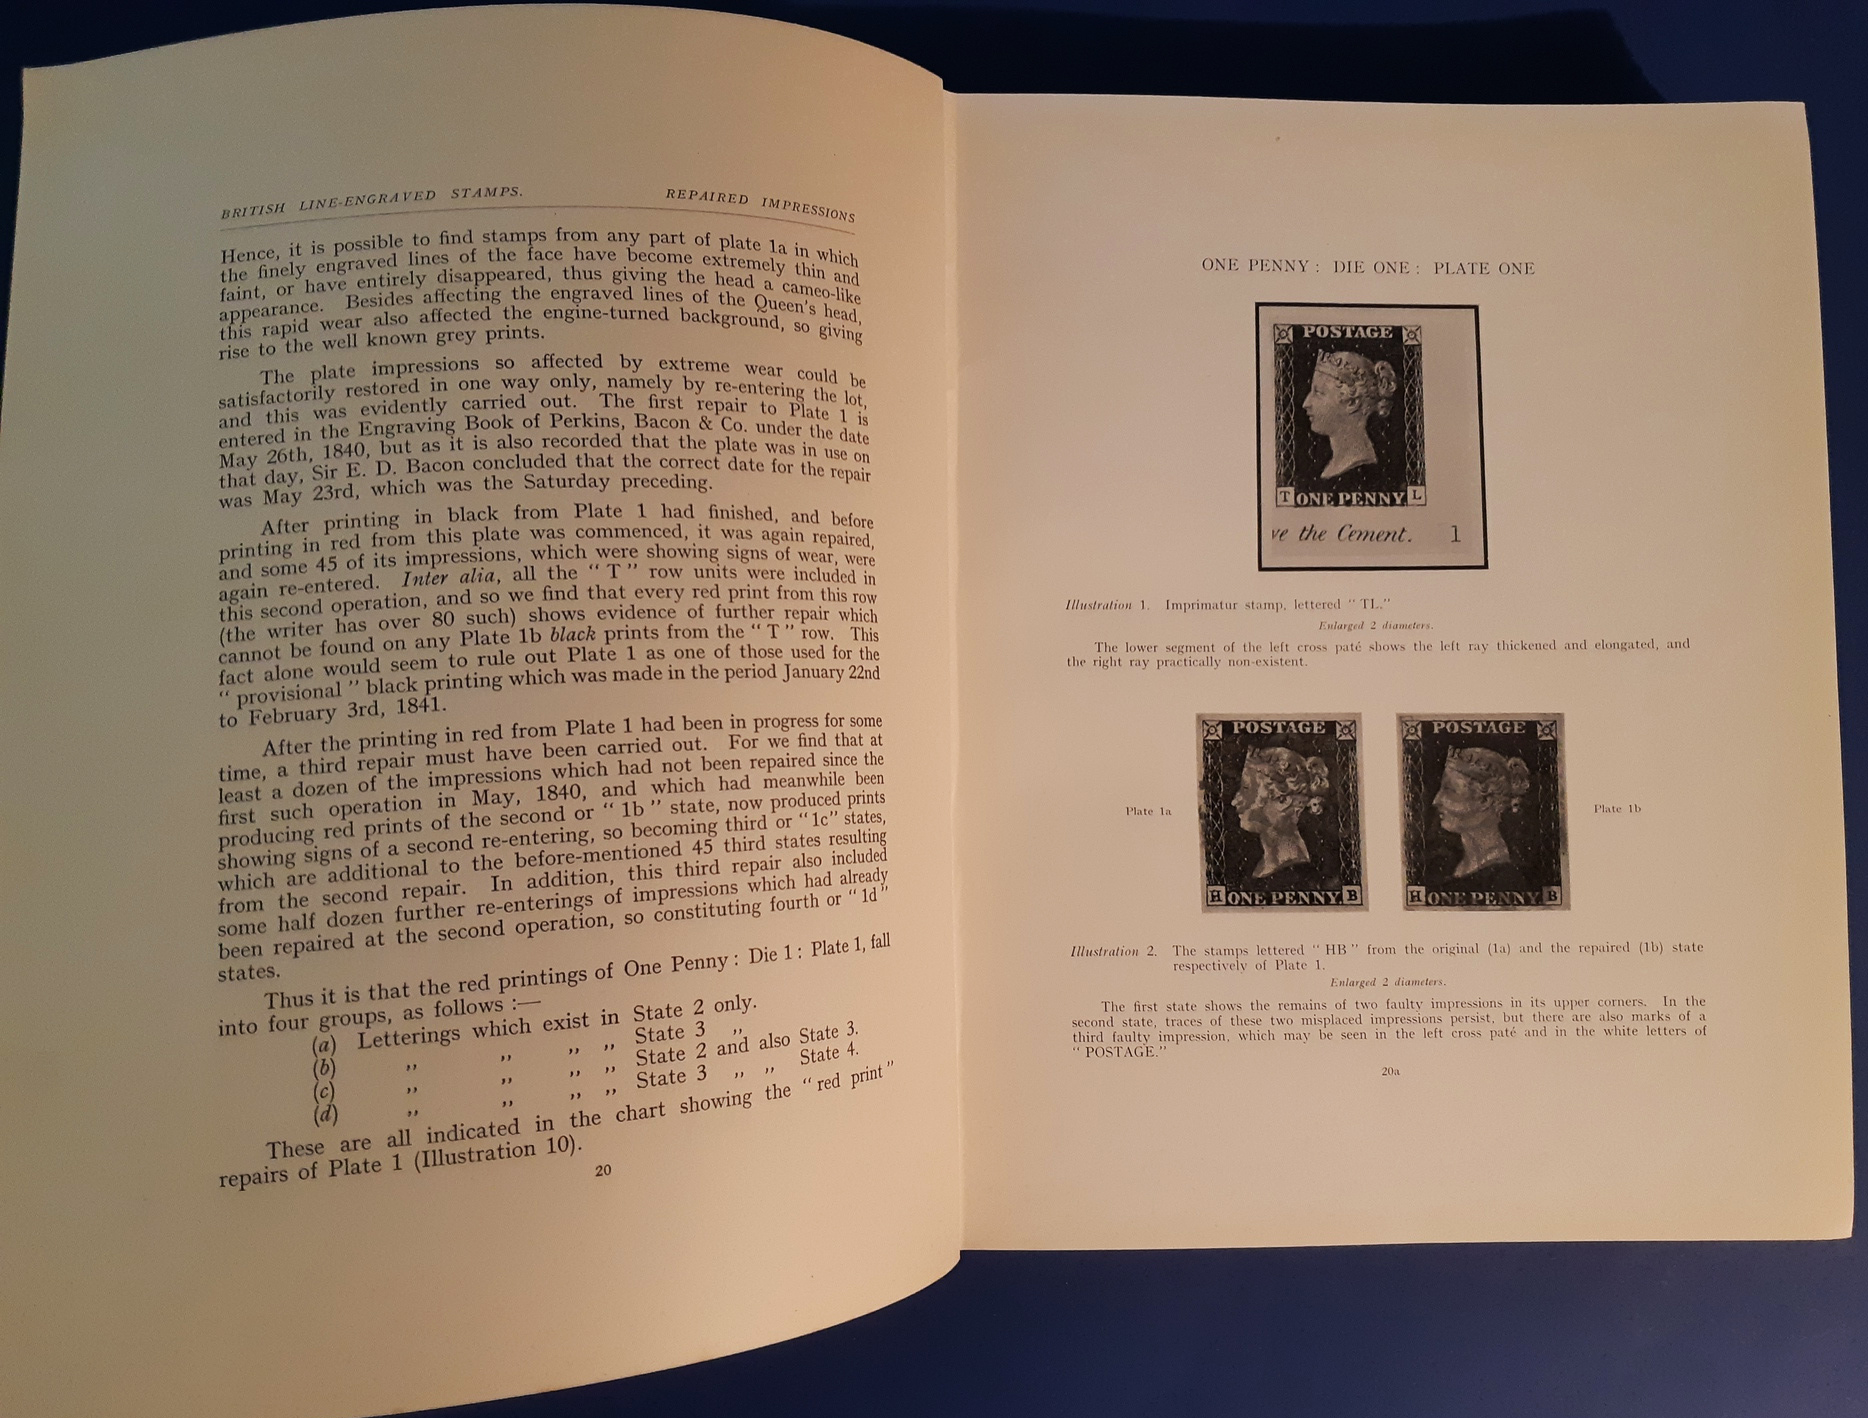 BRITISH LINE-ENGRAVED STAMPS. REPAIRED IMPRESSIONS
Hence, it is possible to find stamps from any part of plate 1a in which
the finely engraved lines of the face have become extremely thin and
faint, or have entirely disappeared, thus giving the head a cameo-like
appearance. Besides affecting the engraved lines of the Queen's head,
this rapid wear also affected the engine-turned background, so giving
rise to the well known grey prints.
The plate impressions so affected by extreme wear could be
satisfactorily restored in one way only, namely by re-entering the lot,
and this was evidently carried out. The first repair to Plate 1 is
entered in the Engraving Book of Perkins, Bacon & Co. under the date
May 26th, 1840, but as it is also recorded that the plate was in use on
that day, Sir E. D. Bacon concluded that the correct date for the repair
was May 23rd, which was the Saturday preceding.
After printing in black from Plate 1 had finished, and before
printing in red from this plate was commenced, it was again repaired,
and some 45 of its impressions, which were showing signs of wear, were
again re-entered. Inter alia, all the "T" row units were included in
this second operation, and so we find that every red print from this row
(the writer has over 80 such) shows evidence of further repair which
cannot be found on any Plate 1b black prints from the "T" row. This
fact alone would seem to rule out Plate 1 as one of those used for the
"provisional" black printing which was made in the period January 22nd
to February 3rd, 1841.
After the printing in red from Plate 1 had been in progress for some
time, a third repair must have been carried out. For we find that at
least a dozen of the impressions which had not been repaired since the
first such operation in May, 1840, and which had meanwhile been
producing red prints of the second or "1b" state, now produced prints
showing signs of a second re-entering, so becoming third or "1c" states,
which are additional to the before-mentioned 45 third states resulting
from the second repair. In addition, this third repair also included
some half dozen further re-enterings of impressions which had already
been repaired at the second operation, so constituting fourth or "1d"
states.
Thus it is that the red printings of One Penny: Die 1: Plate 1, fall
into four groups, as follows :—
(a) Letterings which exist in State 2 only.
(b) ,, ,, ,, ,, State 3 ,,
(c) ,, ,, ,, ,, State 2 and also State 3.
(d) ,, ,, ,, ,, State 3 ,, ,, State 4.
These are all indicated in the chart showing the "red print"
repairs of Plate 1 (Illustration 10).
20
ONE PENNY: DIE ONE: PLATE ONE
POSTAGE
T ONE PENNY L
ve the Cement. 1
Illustration 1. Imprimatur stamp, lettered "TL."
Enlarged 2 diameters.
The lower segment of the left cross paté shows the left ray thickened and elongated, and
the right ray practically non-existent.
POSTAGE POSTAGE
Plate 1a Plate 1b
H ONE PENNY B H ONE PENNY B
Illustration 2. The stamps lettered "HB" from the original (1a) and the repaired (1b) state
respectively of Plate 1.
Enlarged 2 diameters.
The first state shows the remains of two faulty impressions in its upper corners. In the
second state, traces of these two misplaced impressions persist, but there are also marks of a
third faulty impression, which may be seen in the left cross paté and in the white letters of
"POSTAGE."
20a